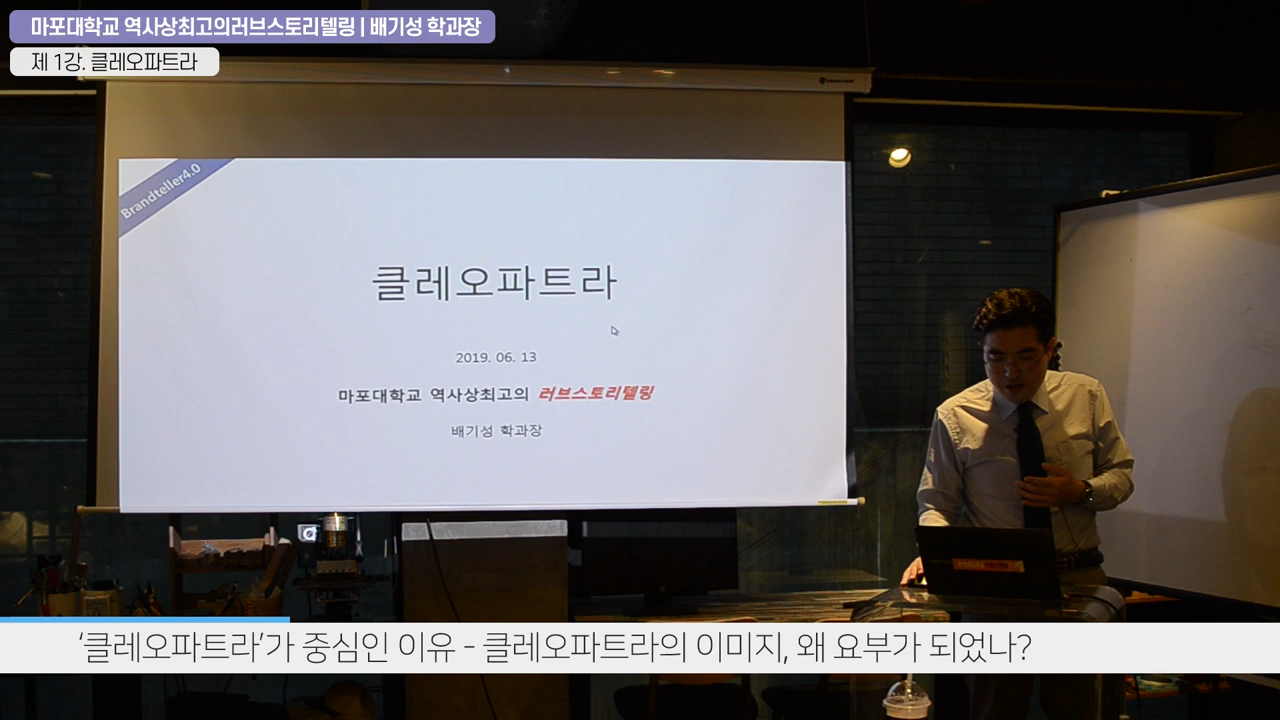 마포대학교 역사상최고의러브스토리텔링 | 배기성 학과장
제 1강. 클레오파트라
Brandteller4.0
클레오파트라
2019. 06. 13
마포대학교 역사상최고의 러브스토리텔링
배기성 학과장
‘클레오파트라’가 중심인 이유 - 클레오파트라의 이미지, 왜 요부가 되었나?